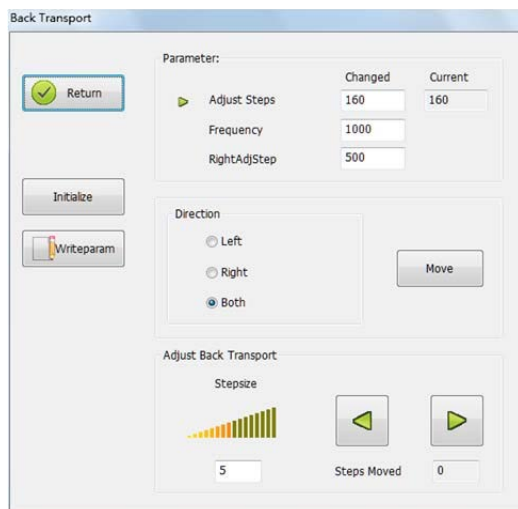 Back Transport
Parameter:
Changed Current
Return
Adjust Steps 160 160
Frequency 1000
RightAdjStep 500
Initialize
Writeparam
Direction
Left
Right
Both
Move
Adjust Back Transport
Stepsize
5 Steps Moved 0